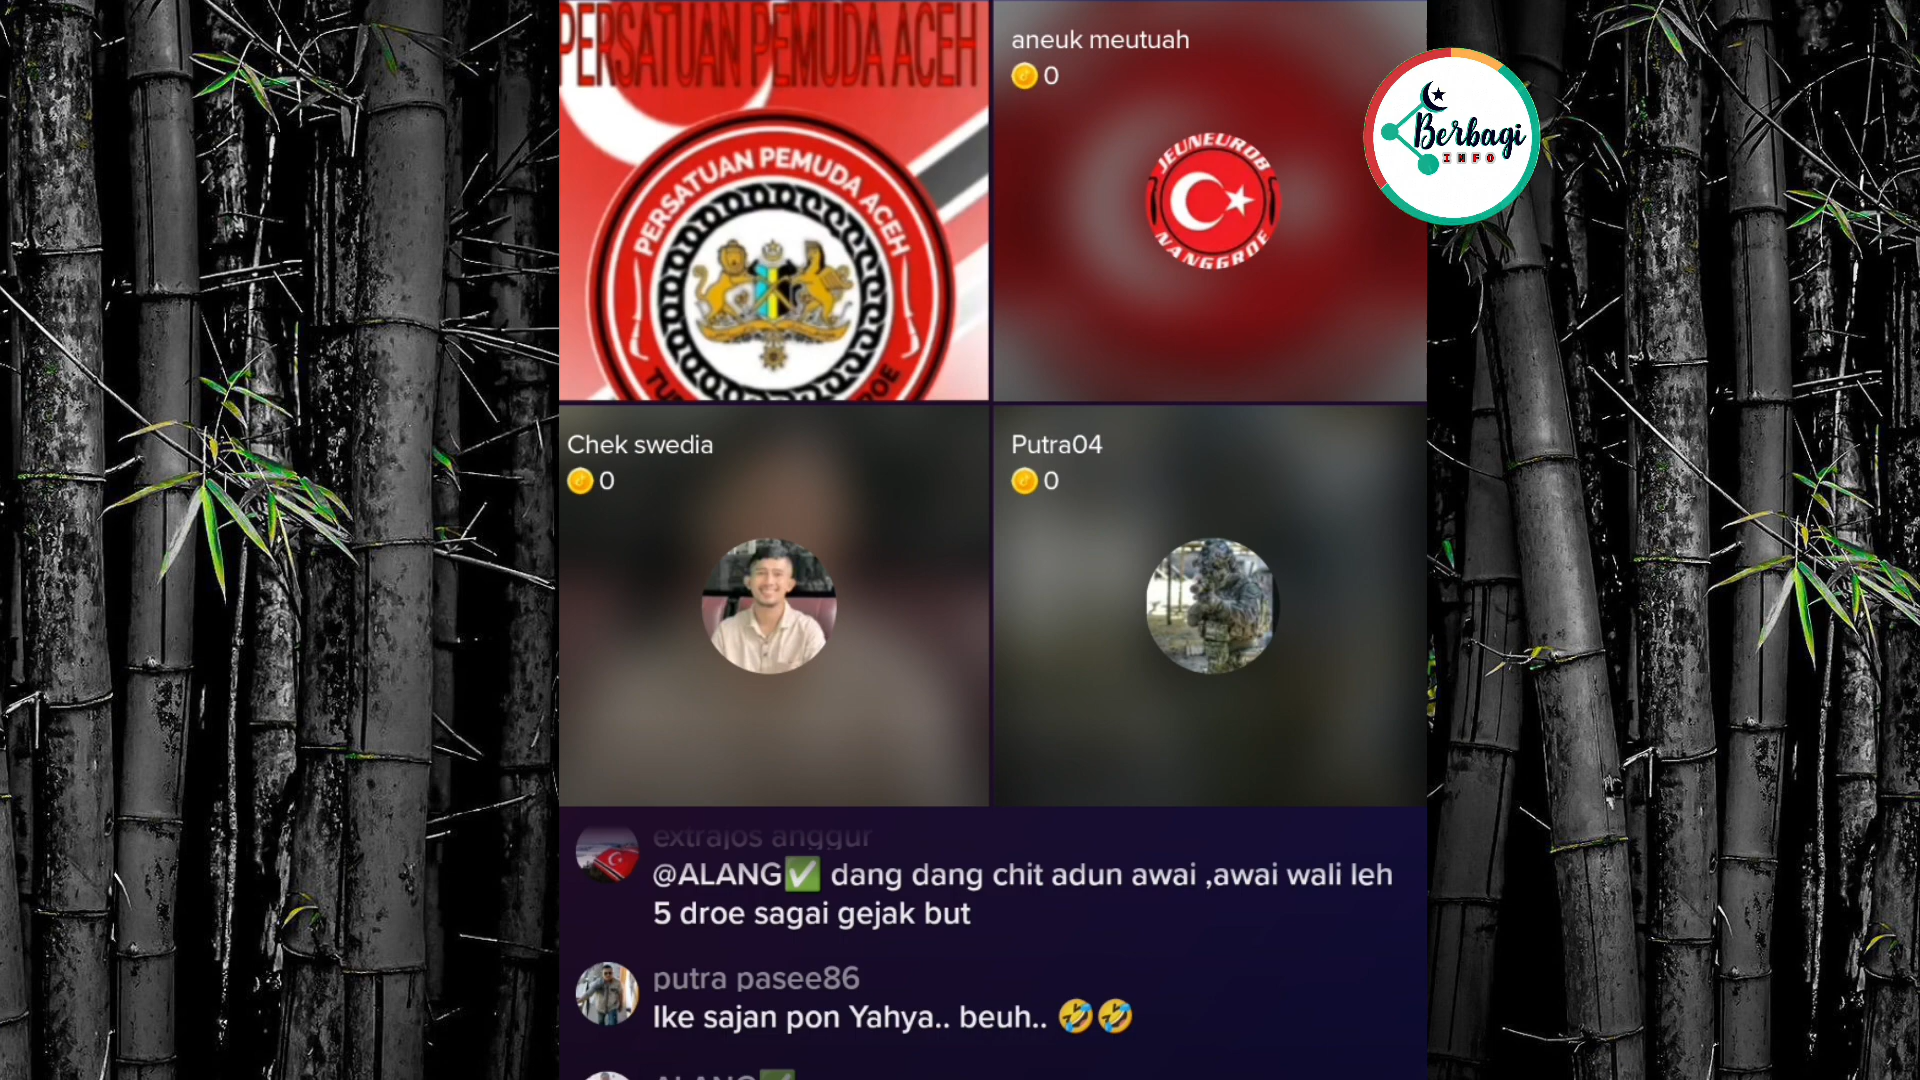 PERSATUAN PEMUDA ACEH
PERSATUAN PEMUDA ACEH
aneuk meutuah
0
JEUNEUROB
NANGGROE
Berbagi
INFO
Chek swedia
0
Putra04
0
extrajos anggur
@ALANG✅ dang dang chit adun awai ,awai wali leh
5 droe sagai gejak but
putra pasee86
Ike sajan pon Yahya.. beuh.. 🤣🤣
ALANG✅